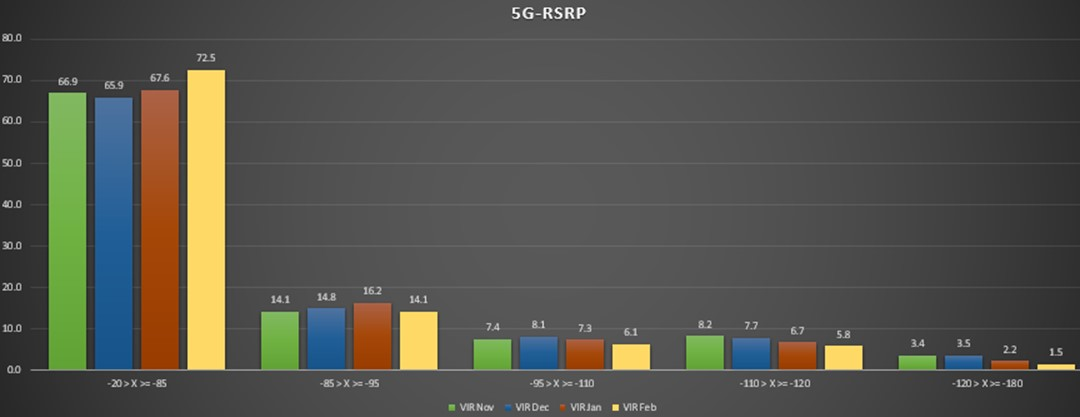 5G-RSRP
80.0
70.0
60.0
50.0
40.0
30.0
20.0
10.0
0.0
66.9 65.9 67.6 72.5
14.1 14.8 16.2 14.1
7.4 8.1 7.3 6.1
8.2 7.7 6.7 5.8
3.4 3.5 2.2 1.5
-20 > X >= -85 -85 > X >= -95 -95 > X >= -110 -110 > X >= -120 -120 > X >= -180
VIR Nov VIR Dec VIR Jan VIR Feb